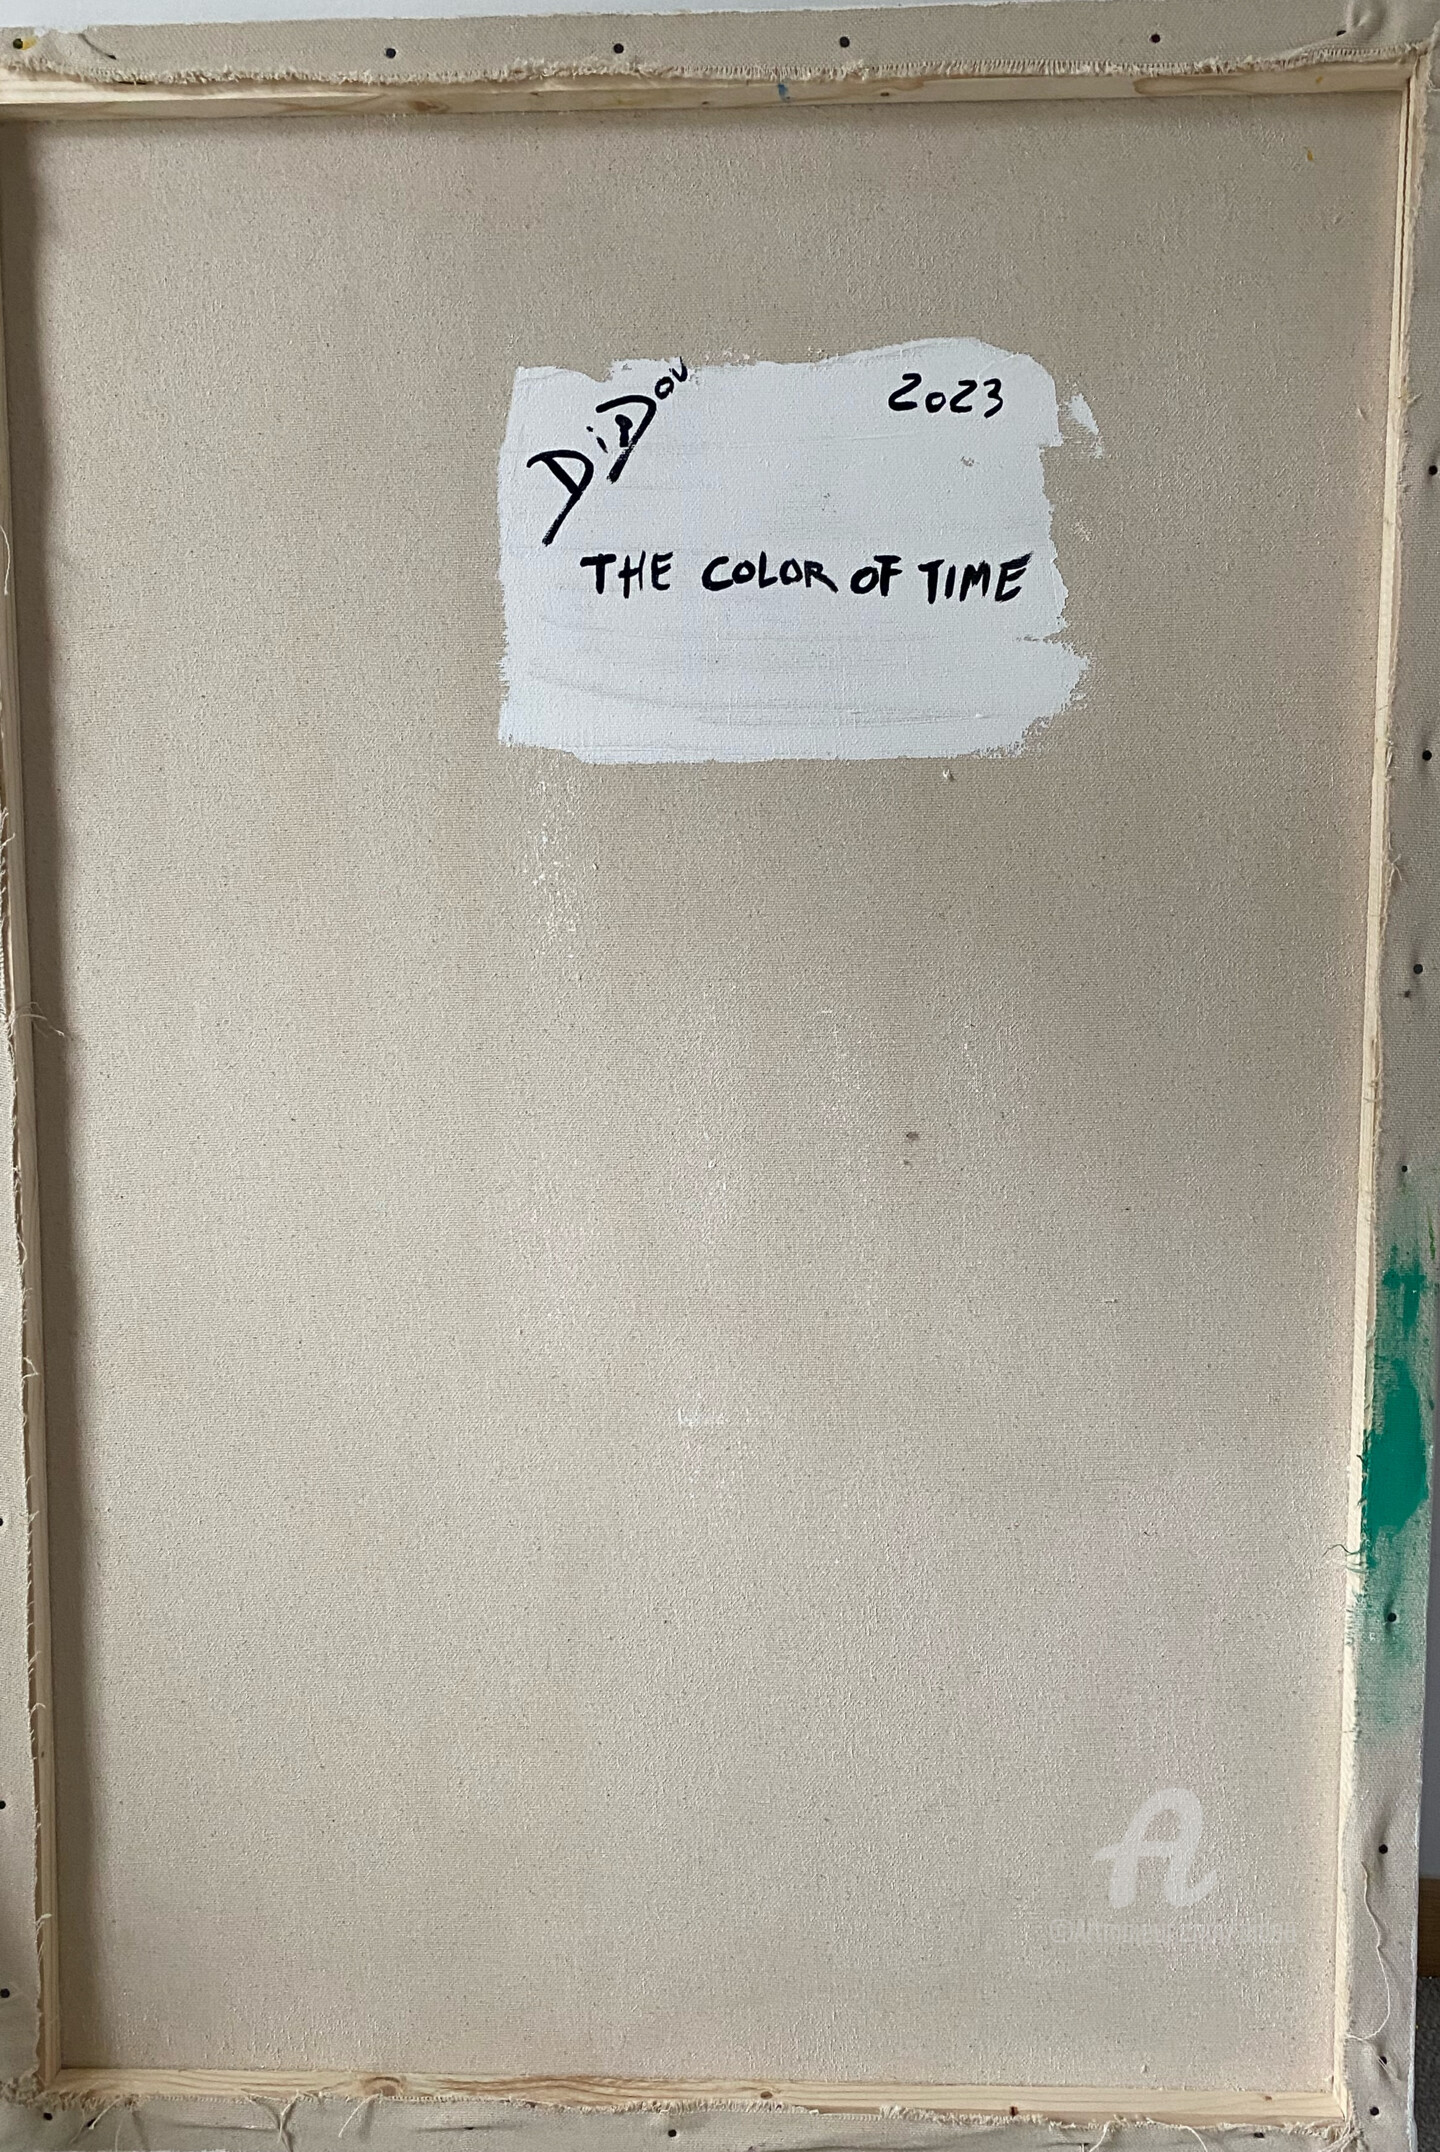 DiDou
2023
THE COLOR OF TIME